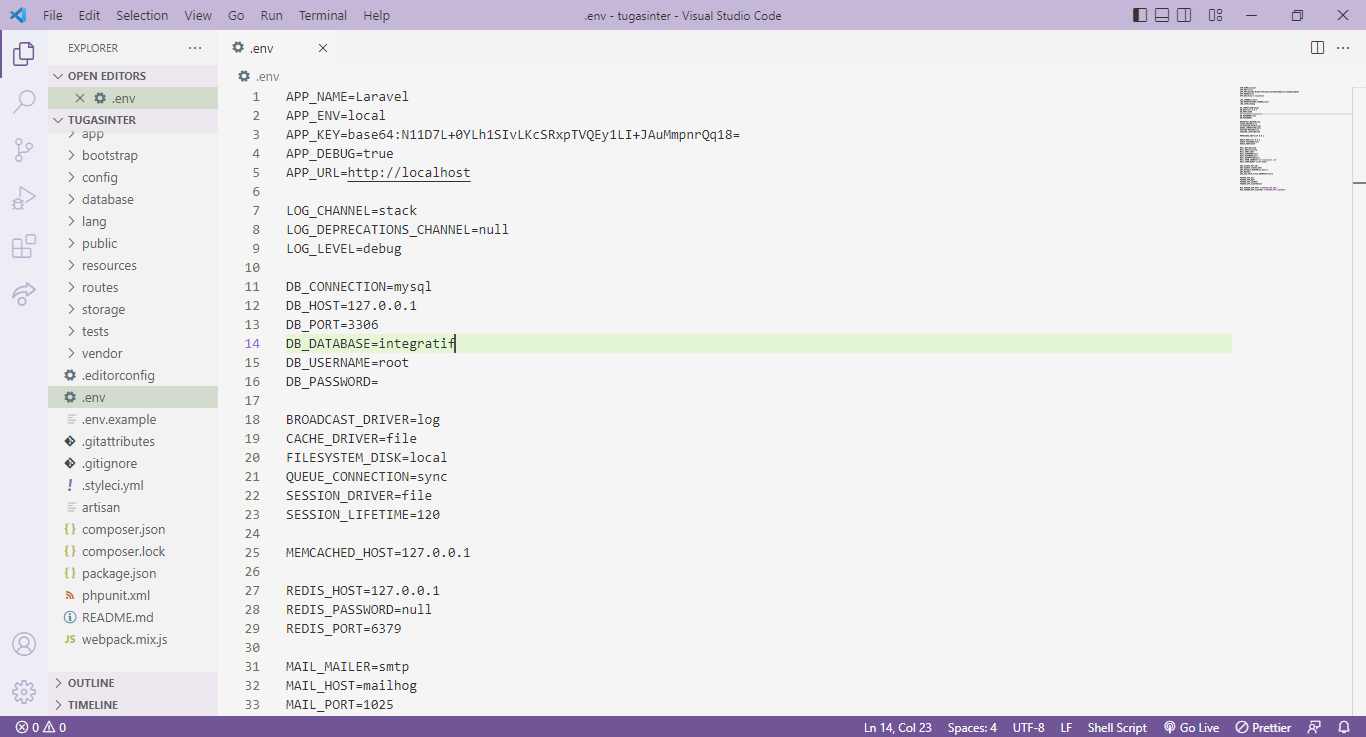 File Edit Selection View Go Run Terminal Help .env - tugasinter - Visual Studio Code
EXPLORER
OPEN EDITORS
.env
TUGASINTER
app
bootstrap
config
database
lang
public
resources
routes
storage
tests
vendor
.editorconfig
.env
.env.example
.gitattributes
.gitignore
.styleci.yml
artisan
composer.json
composer.lock
package.json
phpunit.xml
README.md
JS webpack.mix.js
OUTLINE
TIMELINE
.env
.env
1 APP_NAME=Laravel
2 APP_ENV=local
3 APP_KEY=base64:N11D7L+0YLh1SIvLKcSRxpTVQEy1LI+JAuMmpnrQq18=
4 APP_DEBUG=true
5 APP_URL=http://localhost
6
7 LOG_CHANNEL=stack
8 LOG_DEPRECATIONS_CHANNEL=null
9 LOG_LEVEL=debug
10
11 DB_CONNECTION=mysql
12 DB_HOST=127.0.0.1
13 DB_PORT=3306
14 DB_DATABASE=integratif
15 DB_USERNAME=root
16 DB_PASSWORD=
17
18 BROADCAST_DRIVER=log
19 CACHE_DRIVER=file
20 FILESYSTEM_DISK=local
21 QUEUE_CONNECTION=sync
22 SESSION_DRIVER=file
23 SESSION_LIFETIME=120
24
25 MEMCACHED_HOST=127.0.0.1
26
27 REDIS_HOST=127.0.0.1
28 REDIS_PASSWORD=null
29 REDIS_PORT=6379
30
31 MAIL_MAILER=smtp
32 MAIL_HOST=mailhog
33 MAIL_PORT=1025
0 0 Ln 14, Col 23 Spaces: 4 UTF-8 LF Shell Script Go Live Prettier